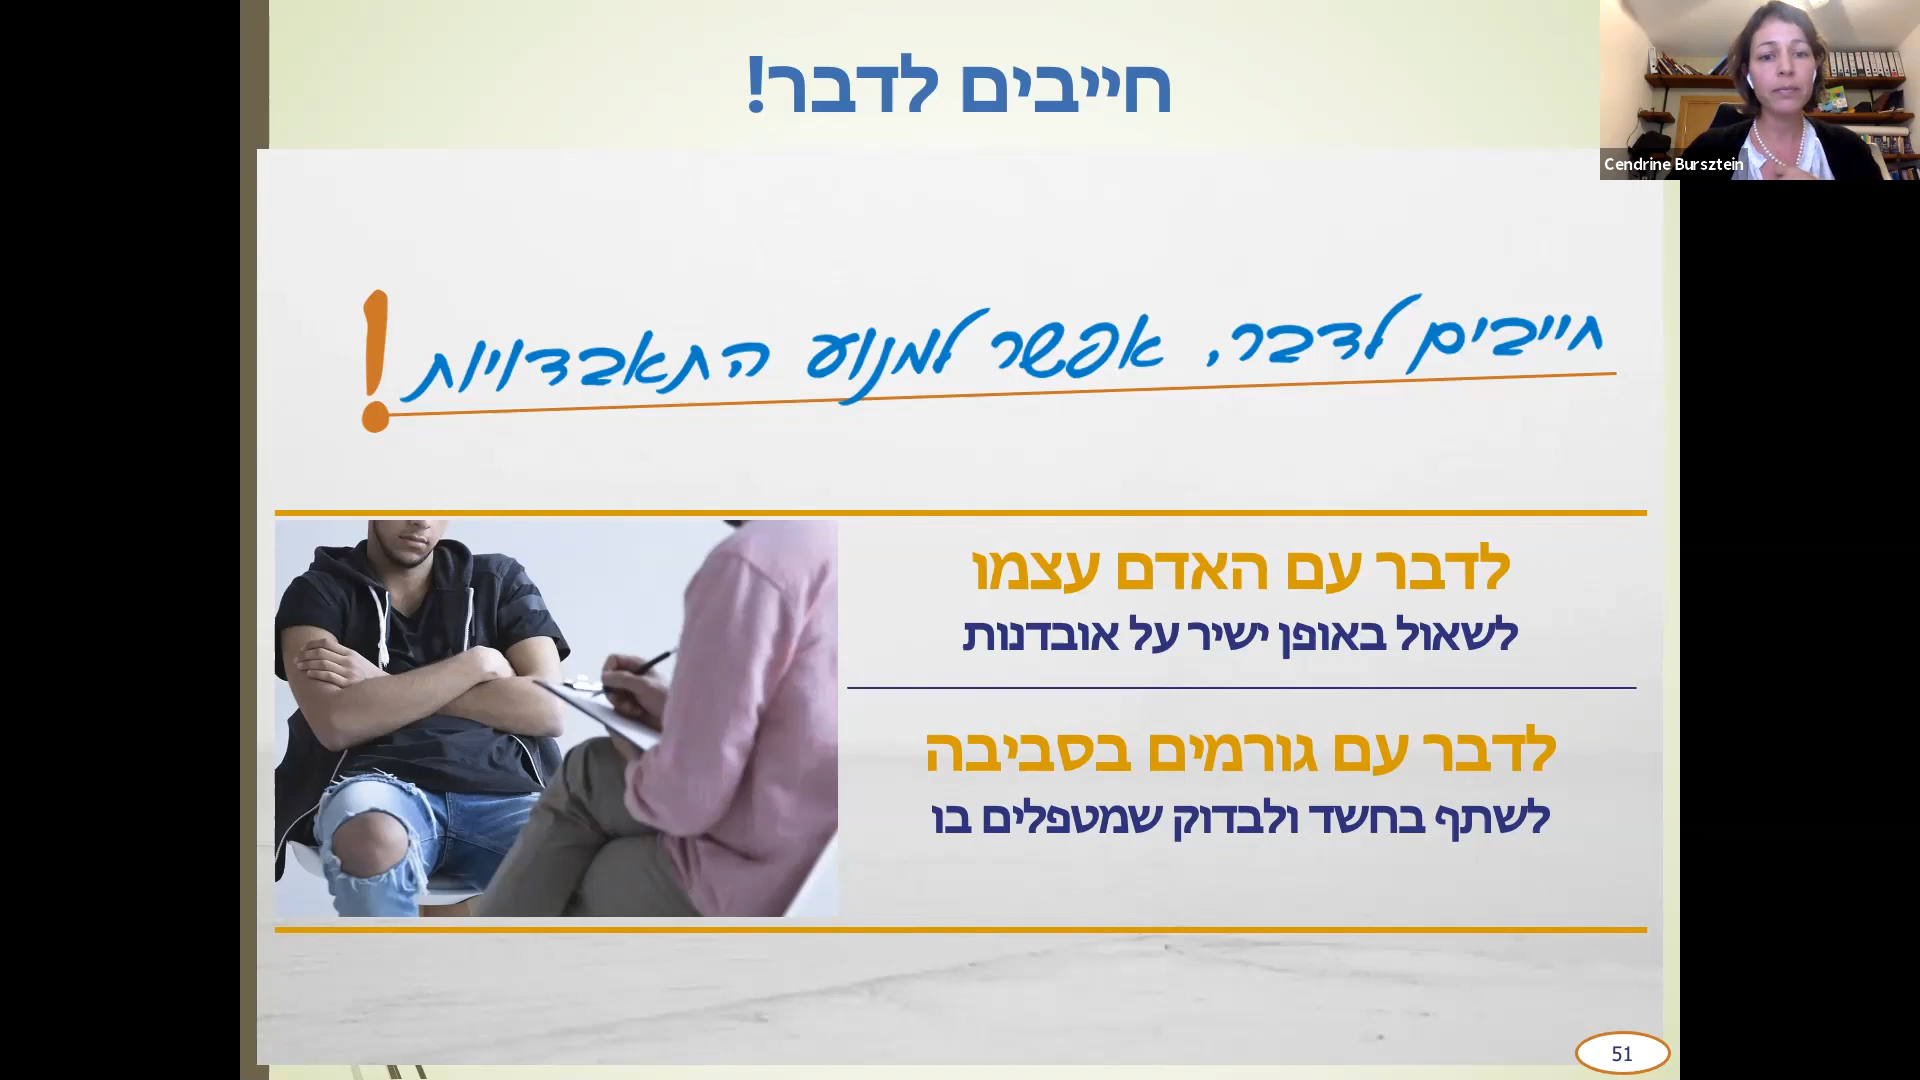 חייבים לדבר!
Cendrine Bursztein
חייבים לדבר, אפשר למנוע התאבדויות!
לדבר עם האדם עצמו
לשאול באופן ישיר על אובדנות
לדבר עם גורמים בסביבה
לשתף בחשד ולבדוק שמטפלים בו
51